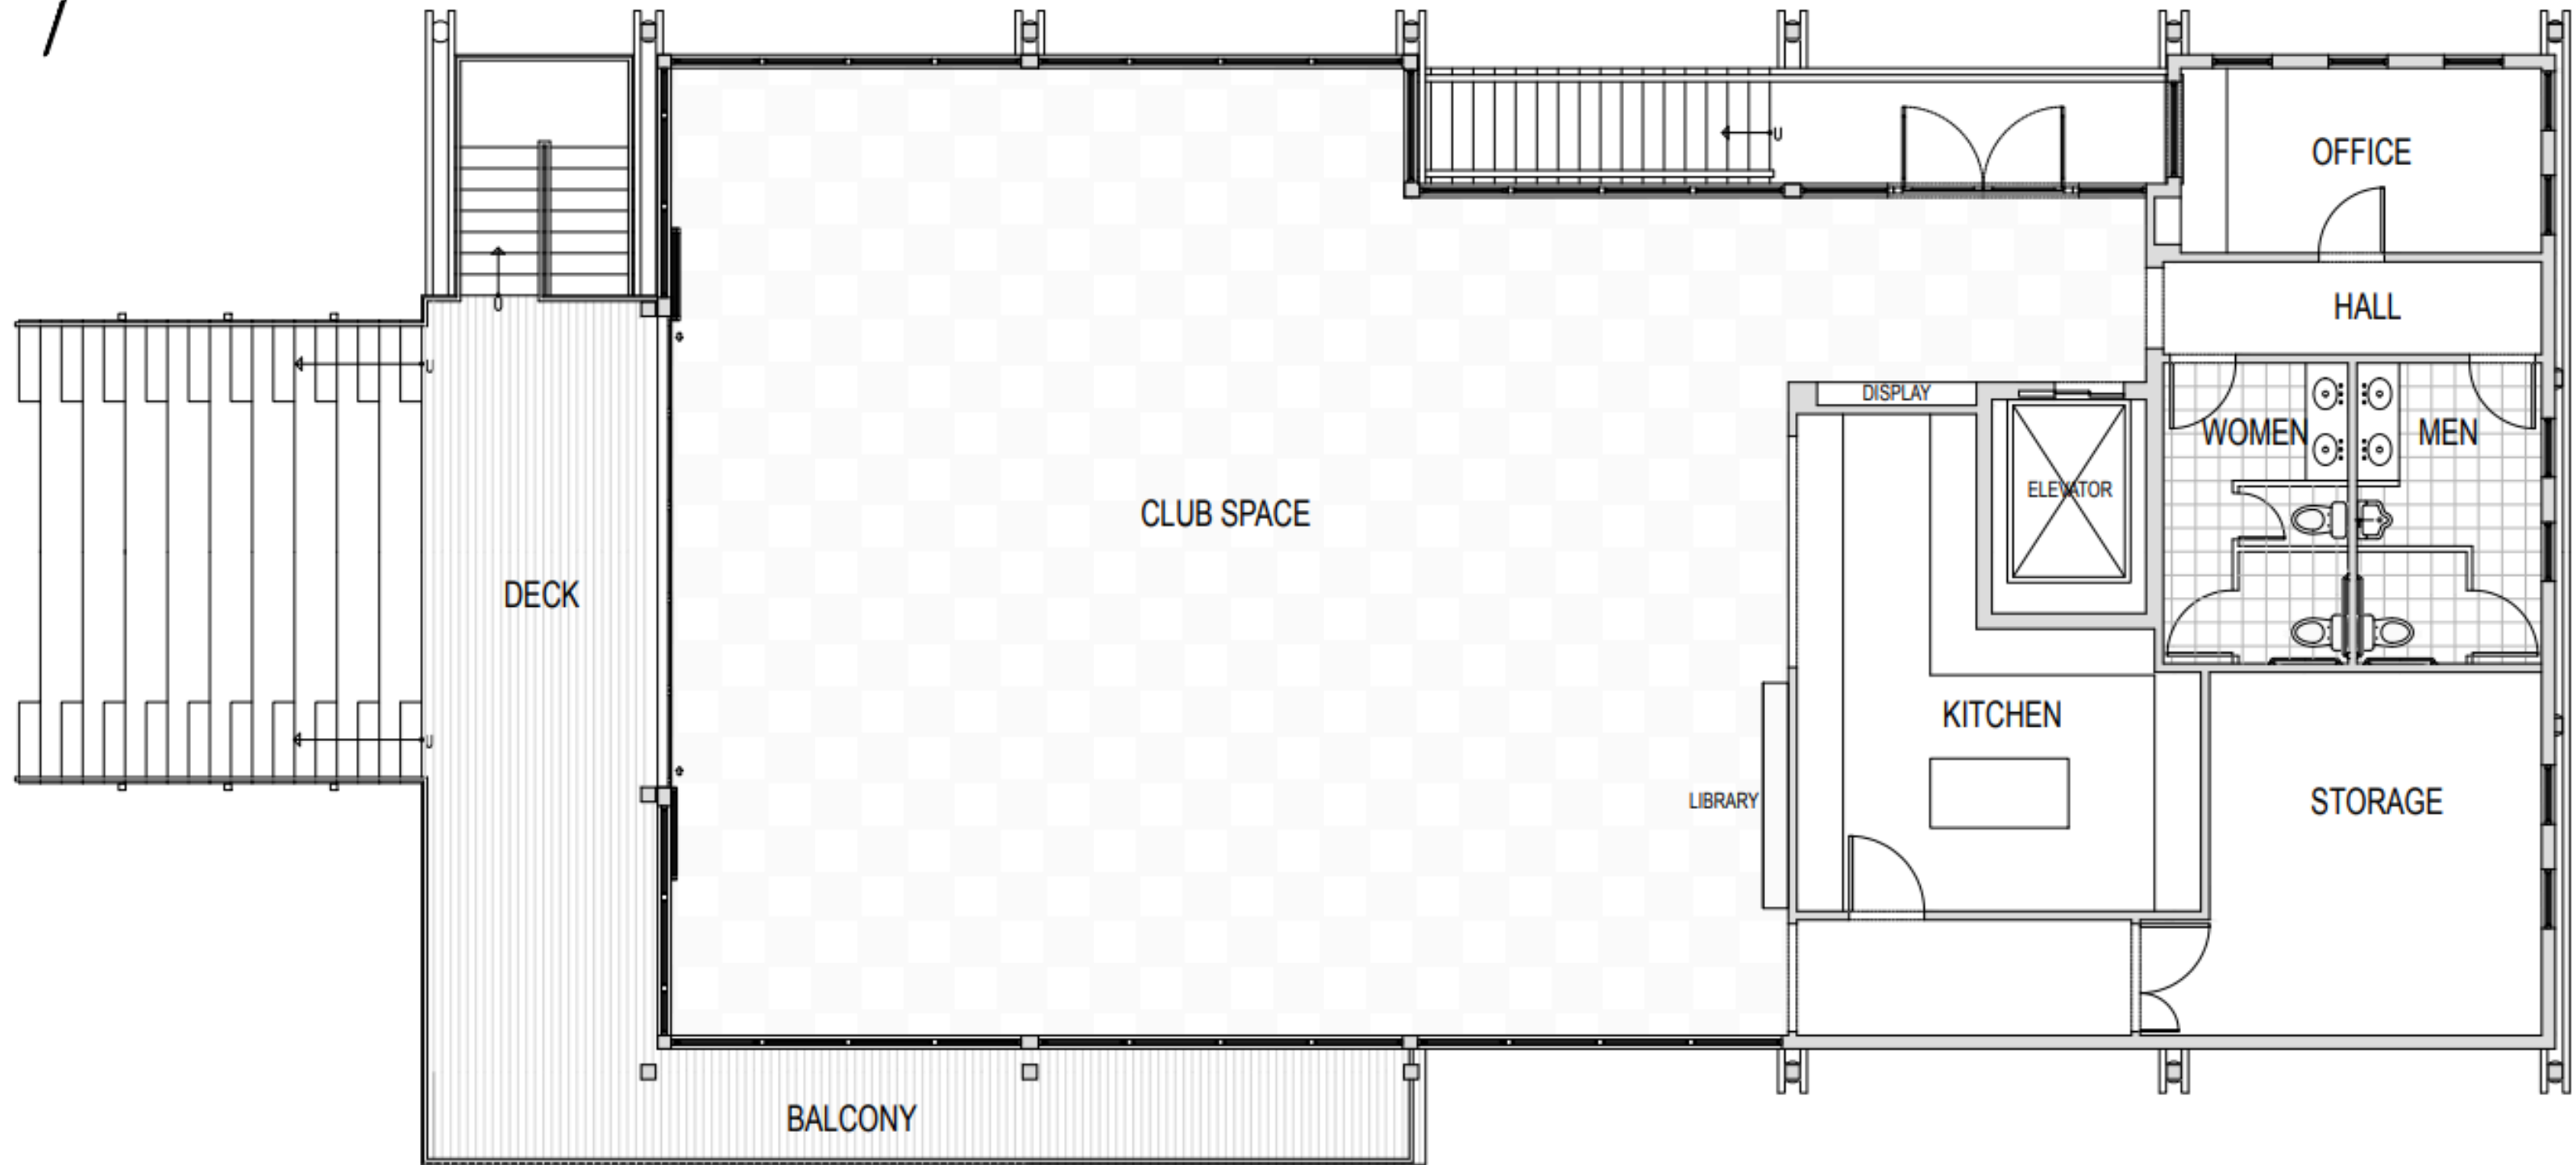 U
OFFICE
U
HALL
U
DISPLAY
WOMEN
MEN
ELEVATOR
CLUB SPACE
DECK
KITCHEN
U
LIBRARY
STORAGE
BALCONY